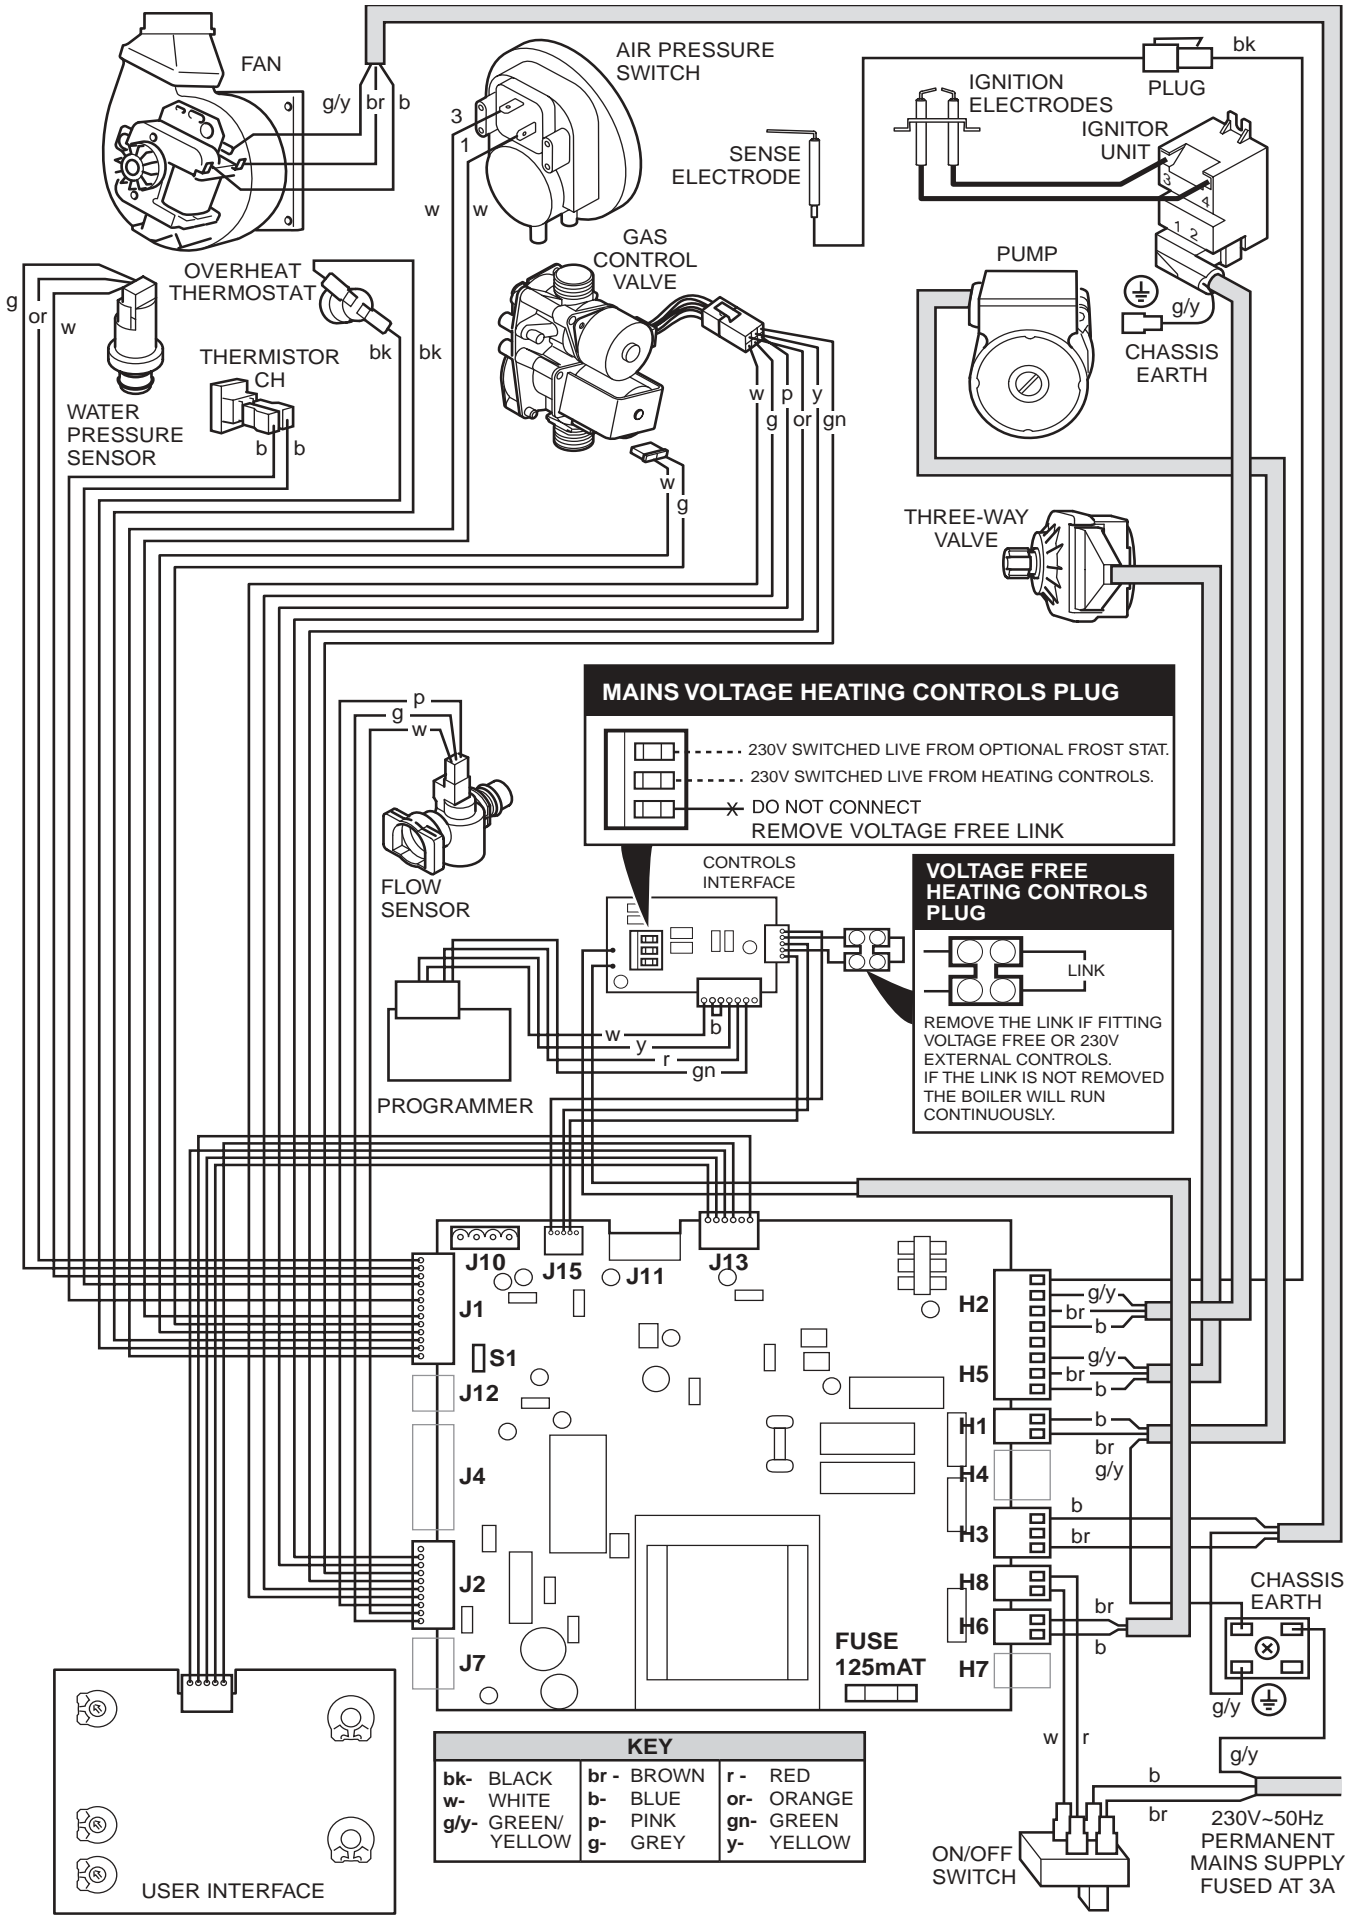 FAN
g/y br b
AIR PRESSURE
SWITCH
3
1
w w
SENSE
ELECTRODE
IGNITION
ELECTRODES
PLUG
bk
IGNITOR
UNIT
3
4
1 2
g/y
CHASSIS
EARTH
PUMP
GAS
CONTROL
VALVE
w p y
g or gn
w
g
OVERHEAT
THERMOSTAT
bk bk
g
or
w
WATER
PRESSURE
SENSOR
THERMISTOR
CH
b b
THREE-WAY
VALVE
MAINS VOLTAGE HEATING CONTROLS PLUG
230V SWITCHED LIVE FROM OPTIONAL FROST STAT.
230V SWITCHED LIVE FROM HEATING CONTROLS.
X DO NOT CONNECT
REMOVE VOLTAGE FREE LINK
p
g
w
FLOW
SENSOR
CONTROLS
INTERFACE
VOLTAGE FREE
HEATING CONTROLS
PLUG
LINK
REMOVE THE LINK IF FITTING
VOLTAGE FREE OR 230V
EXTERNAL CONTROLS.
IF THE LINK IS NOT REMOVED
THE BOILER WILL RUN
CONTINUOUSLY.
b
w
y
r
gn
PROGRAMMER
J10
J15
J11
J13
J1
S1
J12
J4
J2
J7
H2
g/y
br
b
H5
g/y
br
b
H1
b
br
g/y
H4
H3
b
br
H8
H6
br
b
H7
FUSE
125mAT
CHASSIS
EARTH
g/y
w r
g/y
b
br
230V~50Hz
PERMANENT
MAINS SUPPLY
FUSED AT 3A
ON/OFF
SWITCH
KEY
bk- BLACK
w- WHITE
g/y- GREEN/
YELLOW
br - BROWN
b- BLUE
p- PINK
g- GREY
r - RED
or- ORANGE
gn- GREEN
y- YELLOW
USER INTERFACE